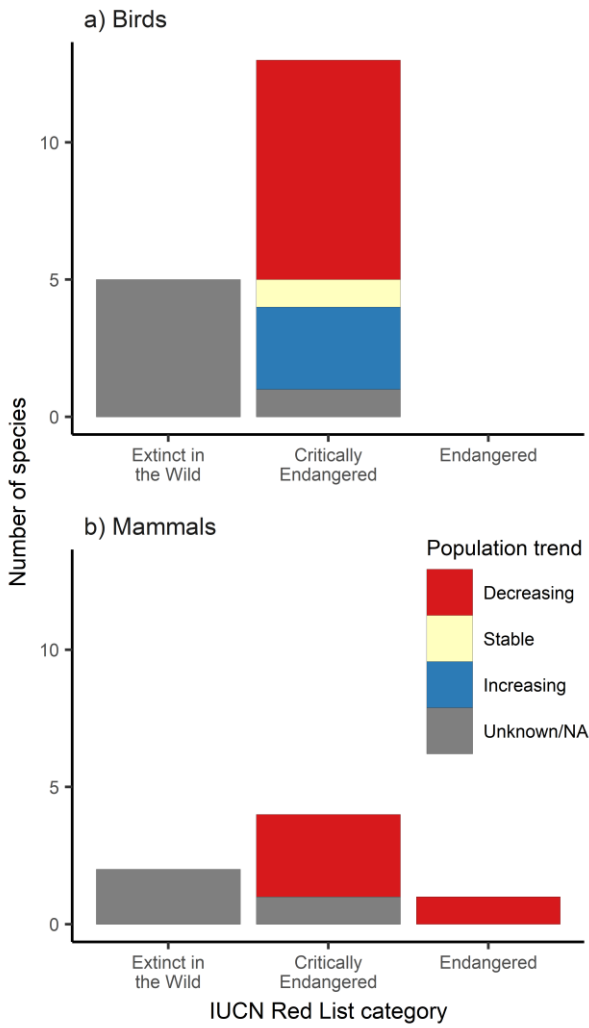 a) Birds
10
5
0
Extinct in
the Wild
Critically
Endangered
Endangered
Number of species
b) Mammals
Population trend
Decreasing
Stable
Increasing
Unknown/NA
10
5
0
Extinct in
the Wild
Critically
Endangered
Endangered
IUCN Red List category